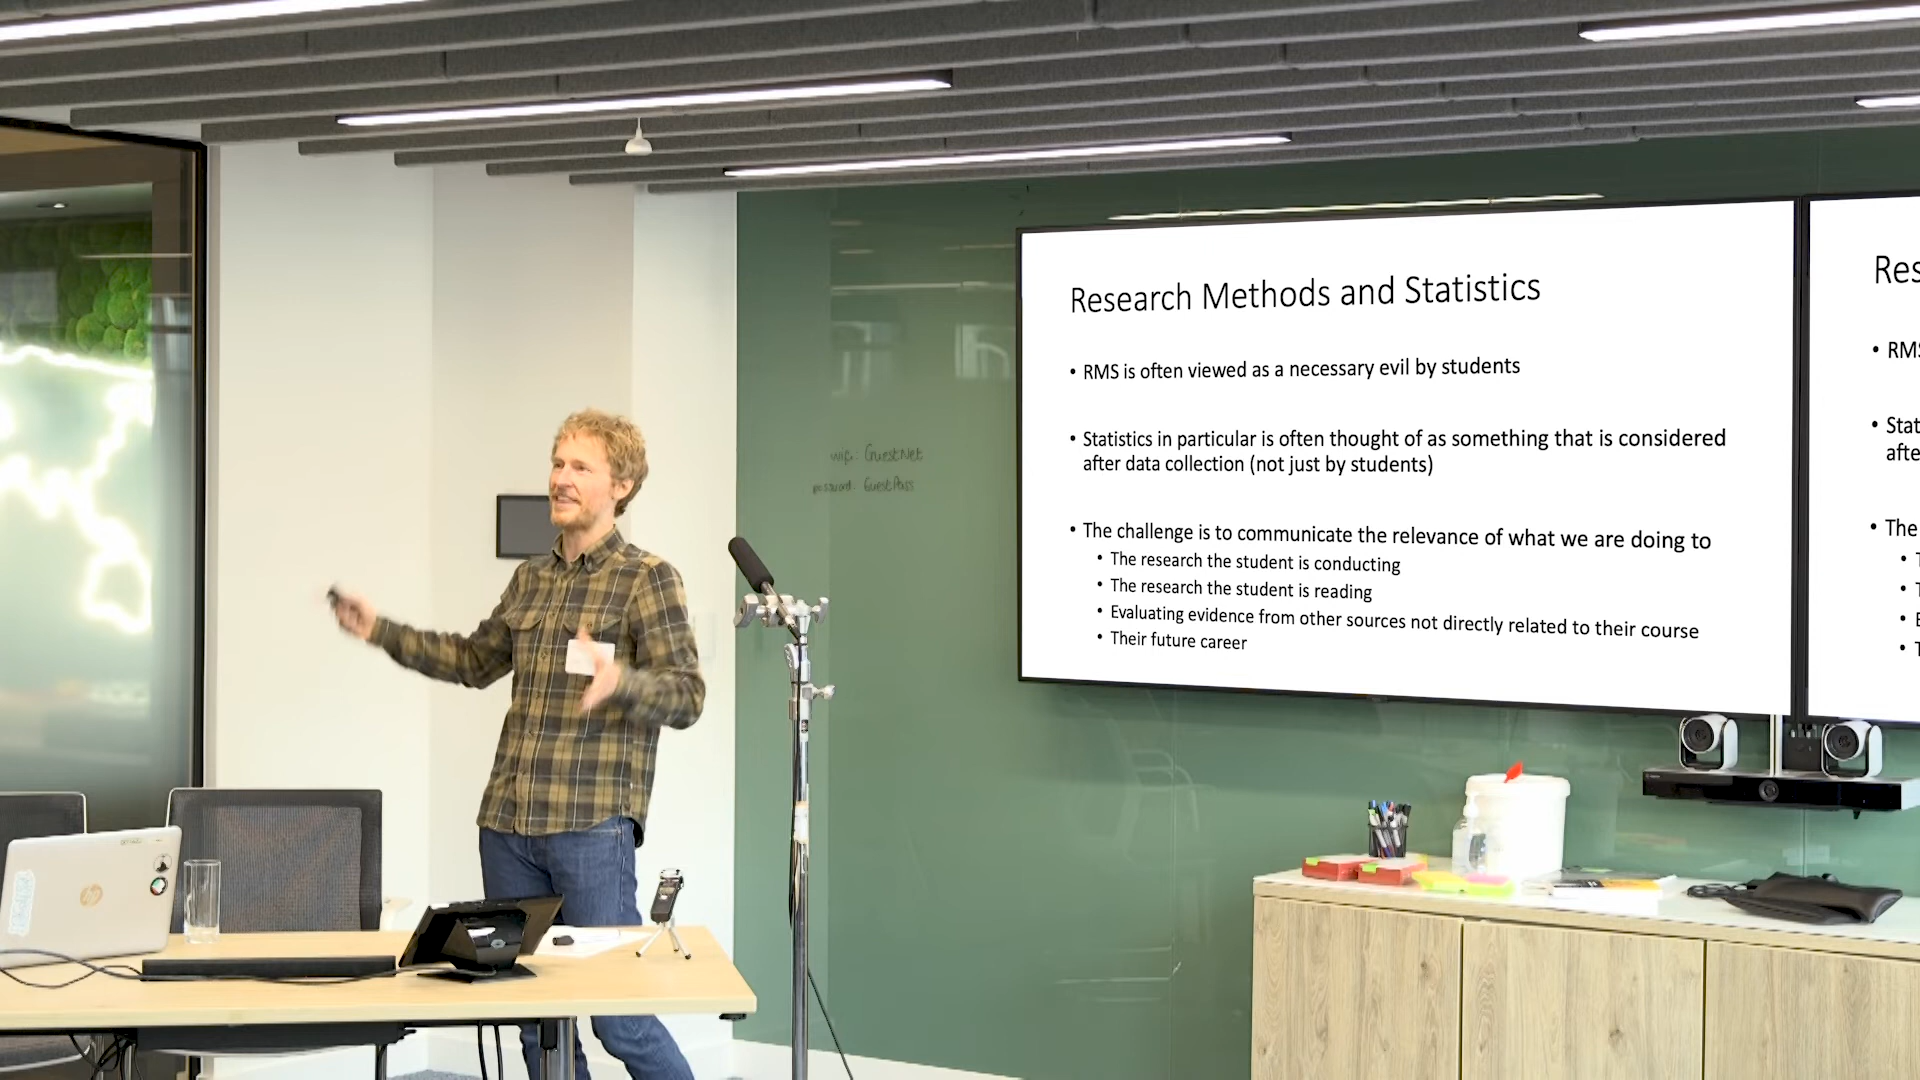 Research Methods and Statistics
• RMS is often viewed as a necessary evil by students
• Statistics in particular is often thought of as something that is considered
after data collection (not just by students)
• The challenge is to communicate the relevance of what we are doing to
• The research the student is conducting
• The research the student is reading
• Evaluating evidence from other sources not directly related to their course
• Their future career
Res
• RMS
• Stat
afte
• The
wifi: GuestNet
password: GuestPass
hp